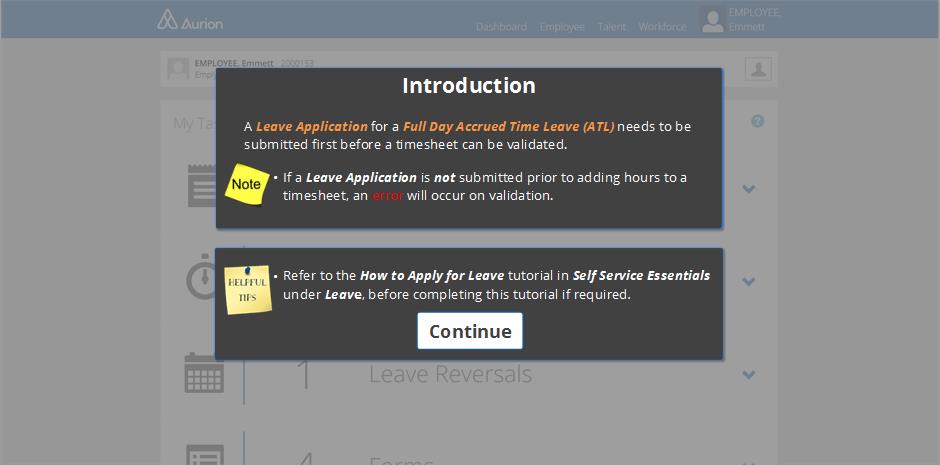 Aurion
Dashboard Employee Talent Workforce
EMPLOYEE,
Emmett
EMPLOYEE, Emmett 2000153
Introduction
A Leave Application for a Full Day Accrued Time Leave (ATL) needs to be
submitted first before a timesheet can be validated.
Note
• If a Leave Application is not submitted prior to adding hours to a
timesheet, an error will occur on validation.
HELPFUL
TIPS
• Refer to the How to Apply for Leave tutorial in Self Service Essentials
under Leave, before completing this tutorial if required.
Continue
1 Leave Reversals
4 Forms